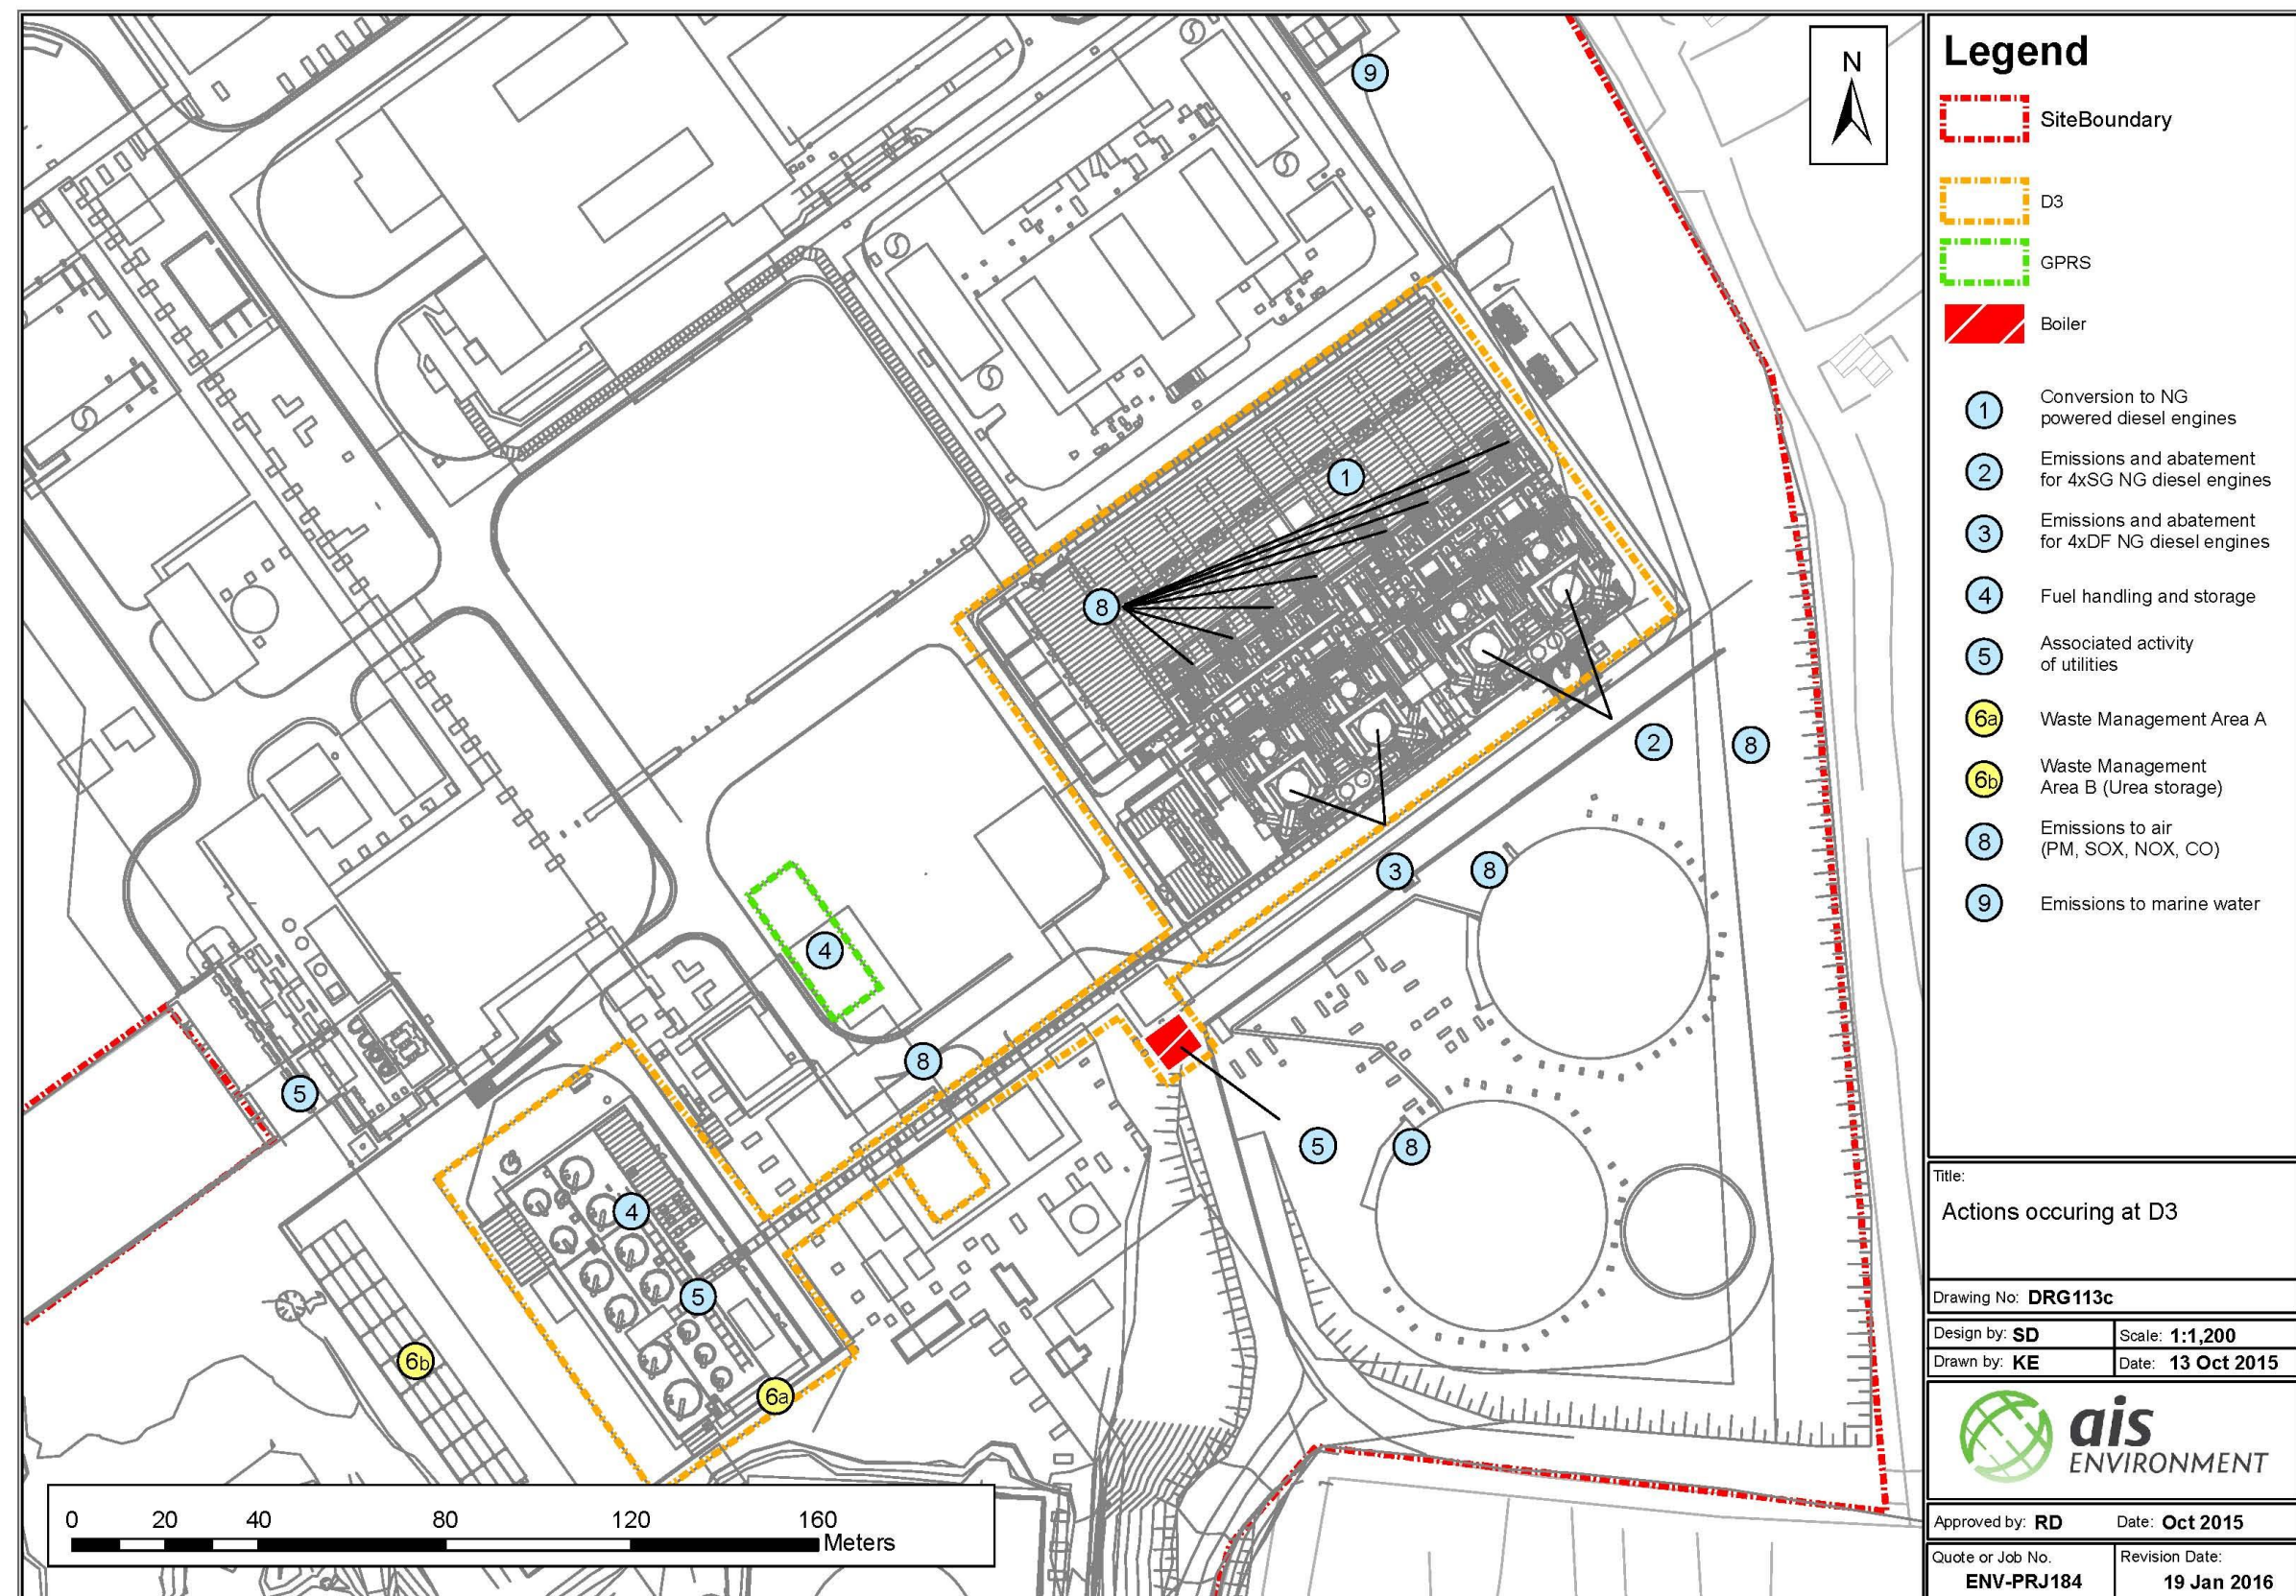 9
1
8
2
8
3
8
4
8
5
5
8
4
5
6b
6a
0 20 40 80 120 160
Meters
N
Legend
SiteBoundary
D3
GPRS
Boiler
1 Conversion to NG
powered diesel engines
2 Emissions and abatement
for 4xSG NG diesel engines
3 Emissions and abatement
for 4xDF NG diesel engines
4 Fuel handling and storage
5 Associated activity
of utilities
6a Waste Management Area A
6b Waste Management
Area B (Urea storage)
8 Emissions to air
(PM, SOX, NOX, CO)
9 Emissions to marine water
Title:
Actions occuring at D3
Drawing No: DRG113c
Design by: SD Scale: 1:1,200
Drawn by: KE Date: 13 Oct 2015
ais
ENVIRONMENT
Approved by: RD Date: Oct 2015
Quote or Job No. Revision Date:
ENV-PRJ184 19 Jan 2016